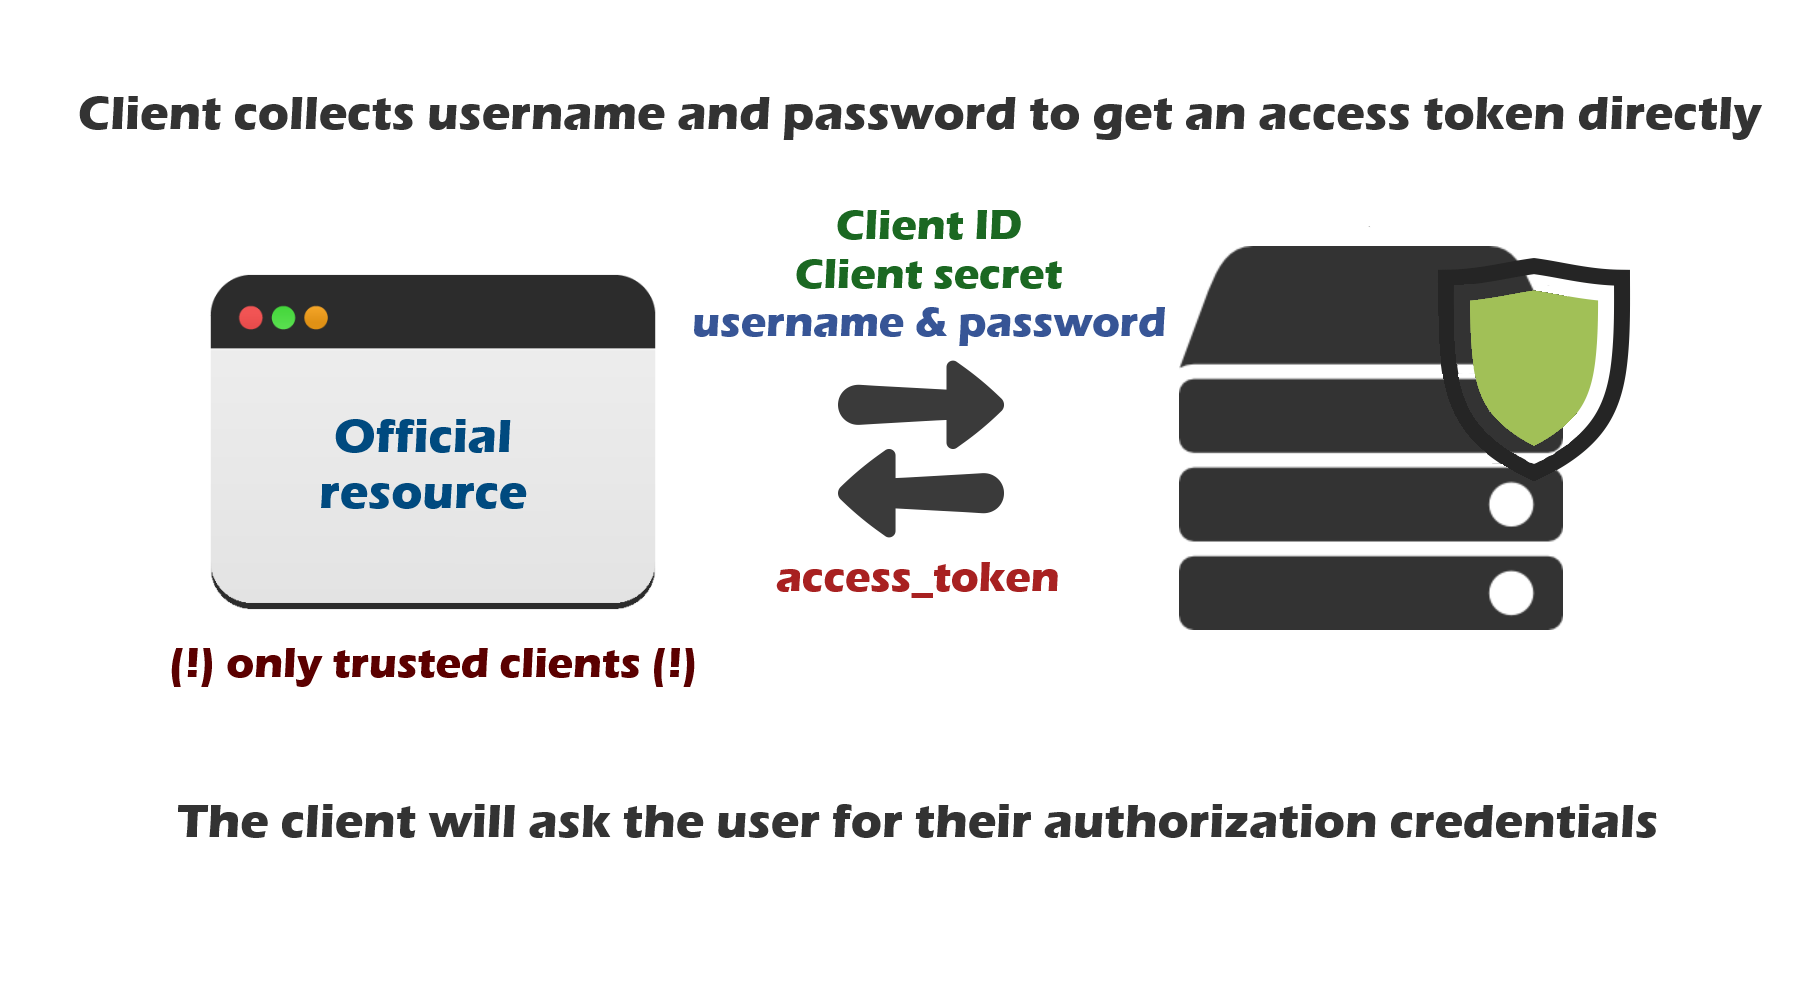 Client collects username and password to get an access token directly
Client ID
Client secret
username & password
Official
resource
access_token
(!) only trusted clients (!)
The client will ask the user for their authorization credentials